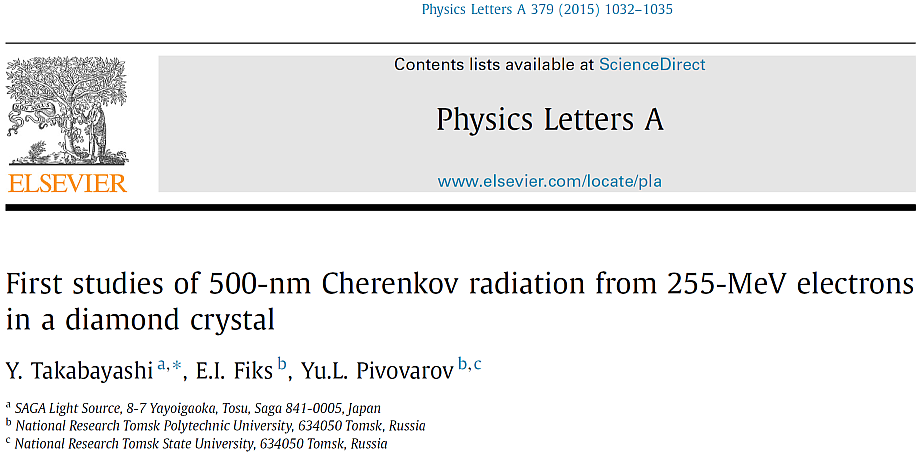 Physics Letters A 379 (2015) 1032–1035
Contents lists available at ScienceDirect
Physics Letters A
www.elsevier.com/locate/pla
ELSEVIER
First studies of 500-nm Cherenkov radiation from 255-MeV electrons
in a diamond crystal
Y. Takabayashi a,*, E.I. Fiks b, Yu.L. Pivovarov b,c
a SAGA Light Source, 8-7 Yayoigaoka, Tosu, Saga 841-0005, Japan
b National Research Tomsk Polytechnic University, 634050 Tomsk, Russia
c National Research Tomsk State University, 634050 Tomsk, Russia